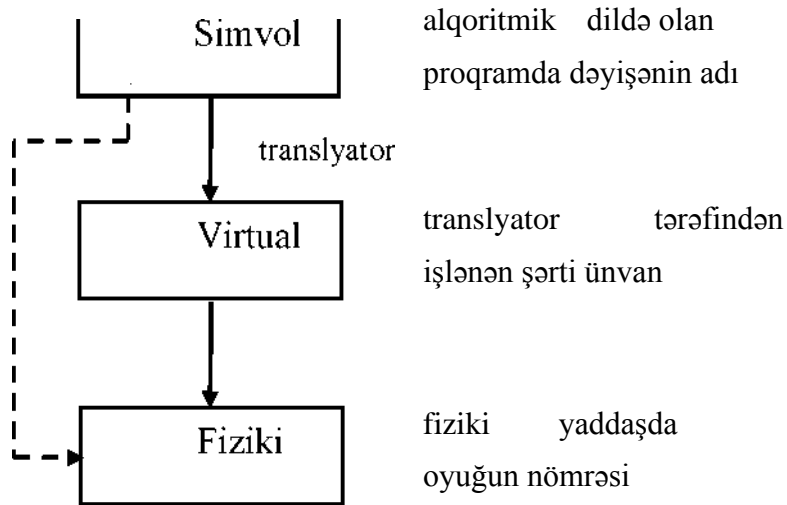 Simvol
alqoritmik dildə olan
proqramda dəyişənin adı
translyator
Virtual
translyator tərəfindən
işlənən şərti ünvan
Fiziki
fiziki yaddaşda
oyuğun nömrəsi